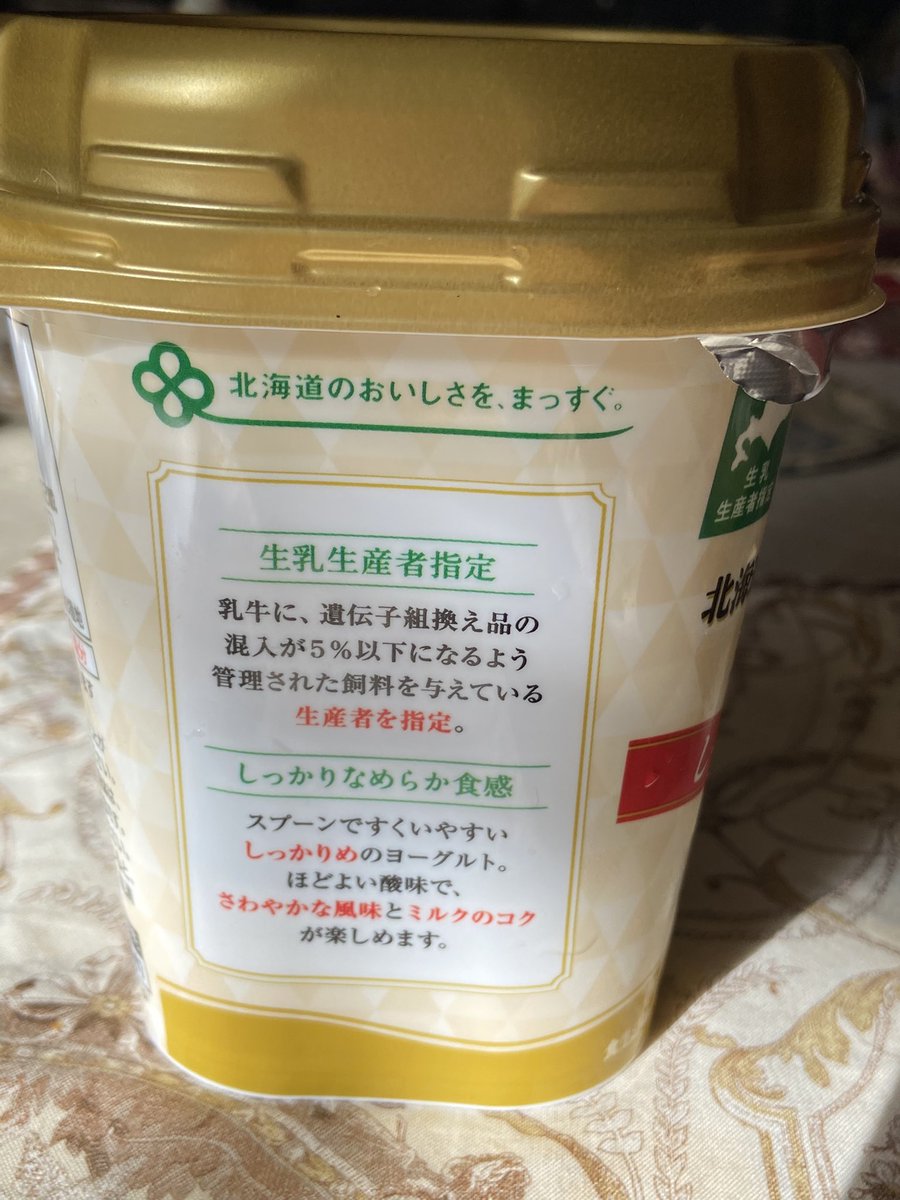 北海道のおいしさを、まっすぐ。
生乳生産者指定
乳牛に、遺伝子組換え品の
混入が5%以下になるよう
管理された飼料を与えている
生産者を指定。
しっかりなめらか食感
スプーンですくいやすい
しっかりめのヨーグルト。
ほどよい酸味で、
さわやかな風味とミルクのコク
が楽しめます。
生乳
生産者指定
北海